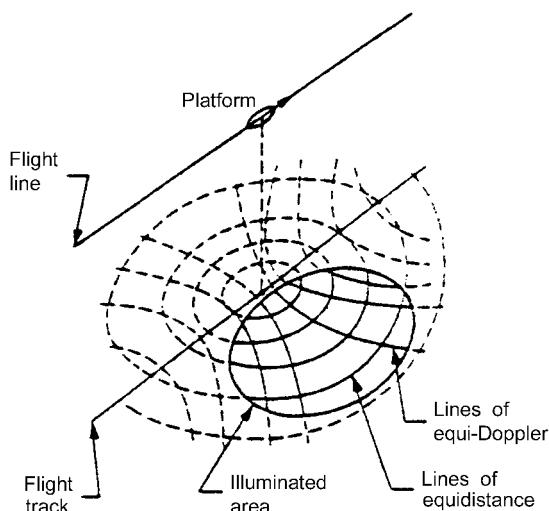 Platform
Flight
line
Lines of
equi-Doppler
Flight
track
Illuminated
area
Lines of
equidistance